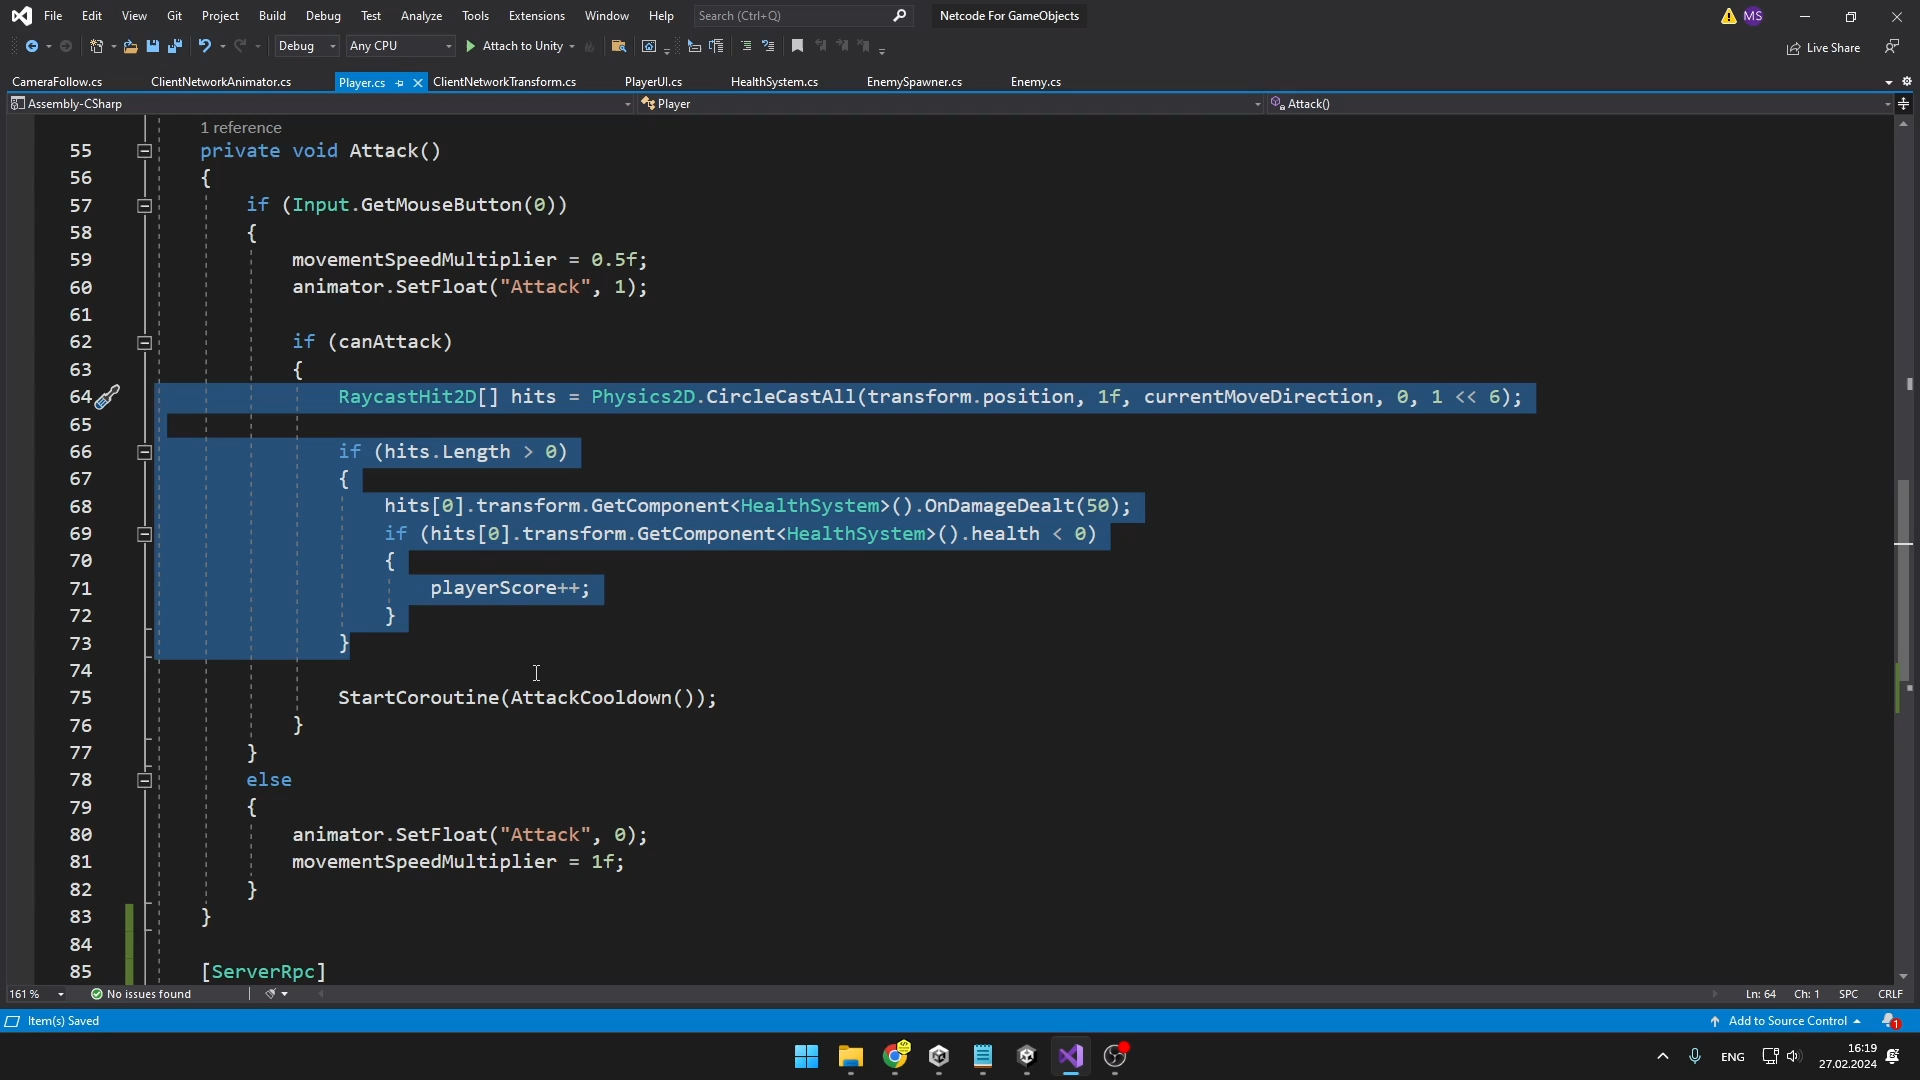 File Edit View Git Project Build Debug Test Analyze Tools Extensions Window Help Search (Ctrl+Q) Netcode For GameObjects MS
Debug Any CPU Attach to Unity Live Share
CameraFollow.cs ClientNetworkAnimator.cs Player.cs ClientNetworkTransform.cs PlayerUI.cs HealthSystem.cs EnemySpawner.cs Enemy.cs
Assembly-CSharp Player Attack()
1 reference
55 private void Attack()
56 {
57 if (Input.GetMouseButton(0))
58 {
59 movementSpeedMultiplier = 0.5f;
60 animator.SetFloat("Attack", 1);
61
62 if (canAttack)
63 {
64 RaycastHit2D[] hits = Physics2D.CircleCastAll(transform.position, 1f, currentMoveDirection, 0, 1 << 6);
65
66 if (hits.Length > 0)
67 {
68 hits[0].transform.GetComponent<HealthSystem>().OnDamageDealt(50);
69 if (hits[0].transform.GetComponent<HealthSystem>().health < 0)
70 {
71 playerScore++;
72 }
73 }
74
75 StartCoroutine(AttackCooldown());
76 }
77 }
78 else
79 {
80 animator.SetFloat("Attack", 0);
81 movementSpeedMultiplier = 1f;
82 }
83 }
84
85 [ServerRpc]
161 % No issues found Ln: 64 Ch: 1 SPC CRLF
Item(s) Saved Add to Source Control 1
ENG 16:19
27.02.2024